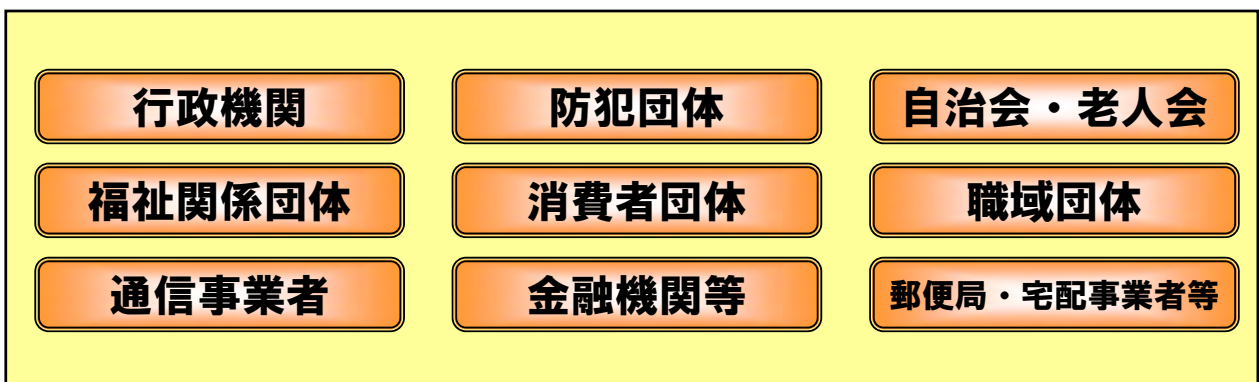 行政機関
防犯団体
自治会・老人会
福祉関係団体
消費者団体
職域団体
通信事業者
金融機関等
郵便局・宅配事業者等